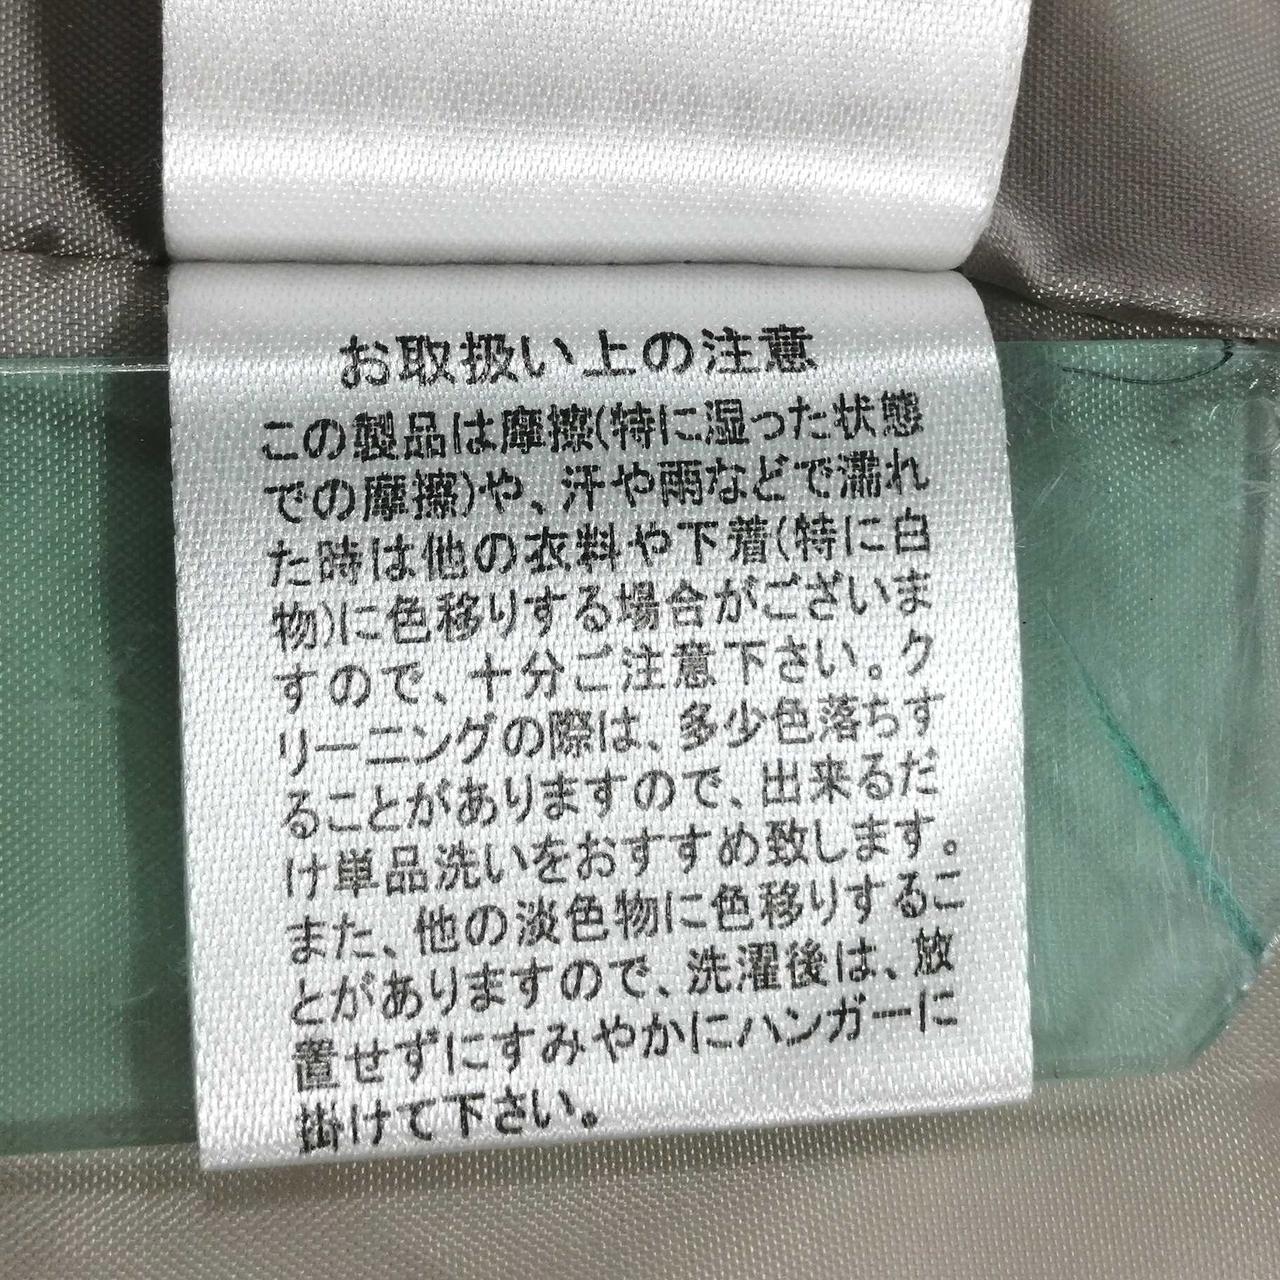 お取扱い上の注意
この製品は摩擦(特に湿った状態
での摩擦)や、汗や雨などで濡れ
た時は他の衣料や下着(特に白
物)に色移りする場合がございま
すので、十分ご注意下さい。ク
リーニングの際は、多少色落ちす
ることがありますので、出来るだ
け単品洗いをおすすめ致します。
また、他の淡色物に色移りするこ
とがありますので、洗濯後は、放
置せずにすみやかにハンガーに
掛けて下さい。